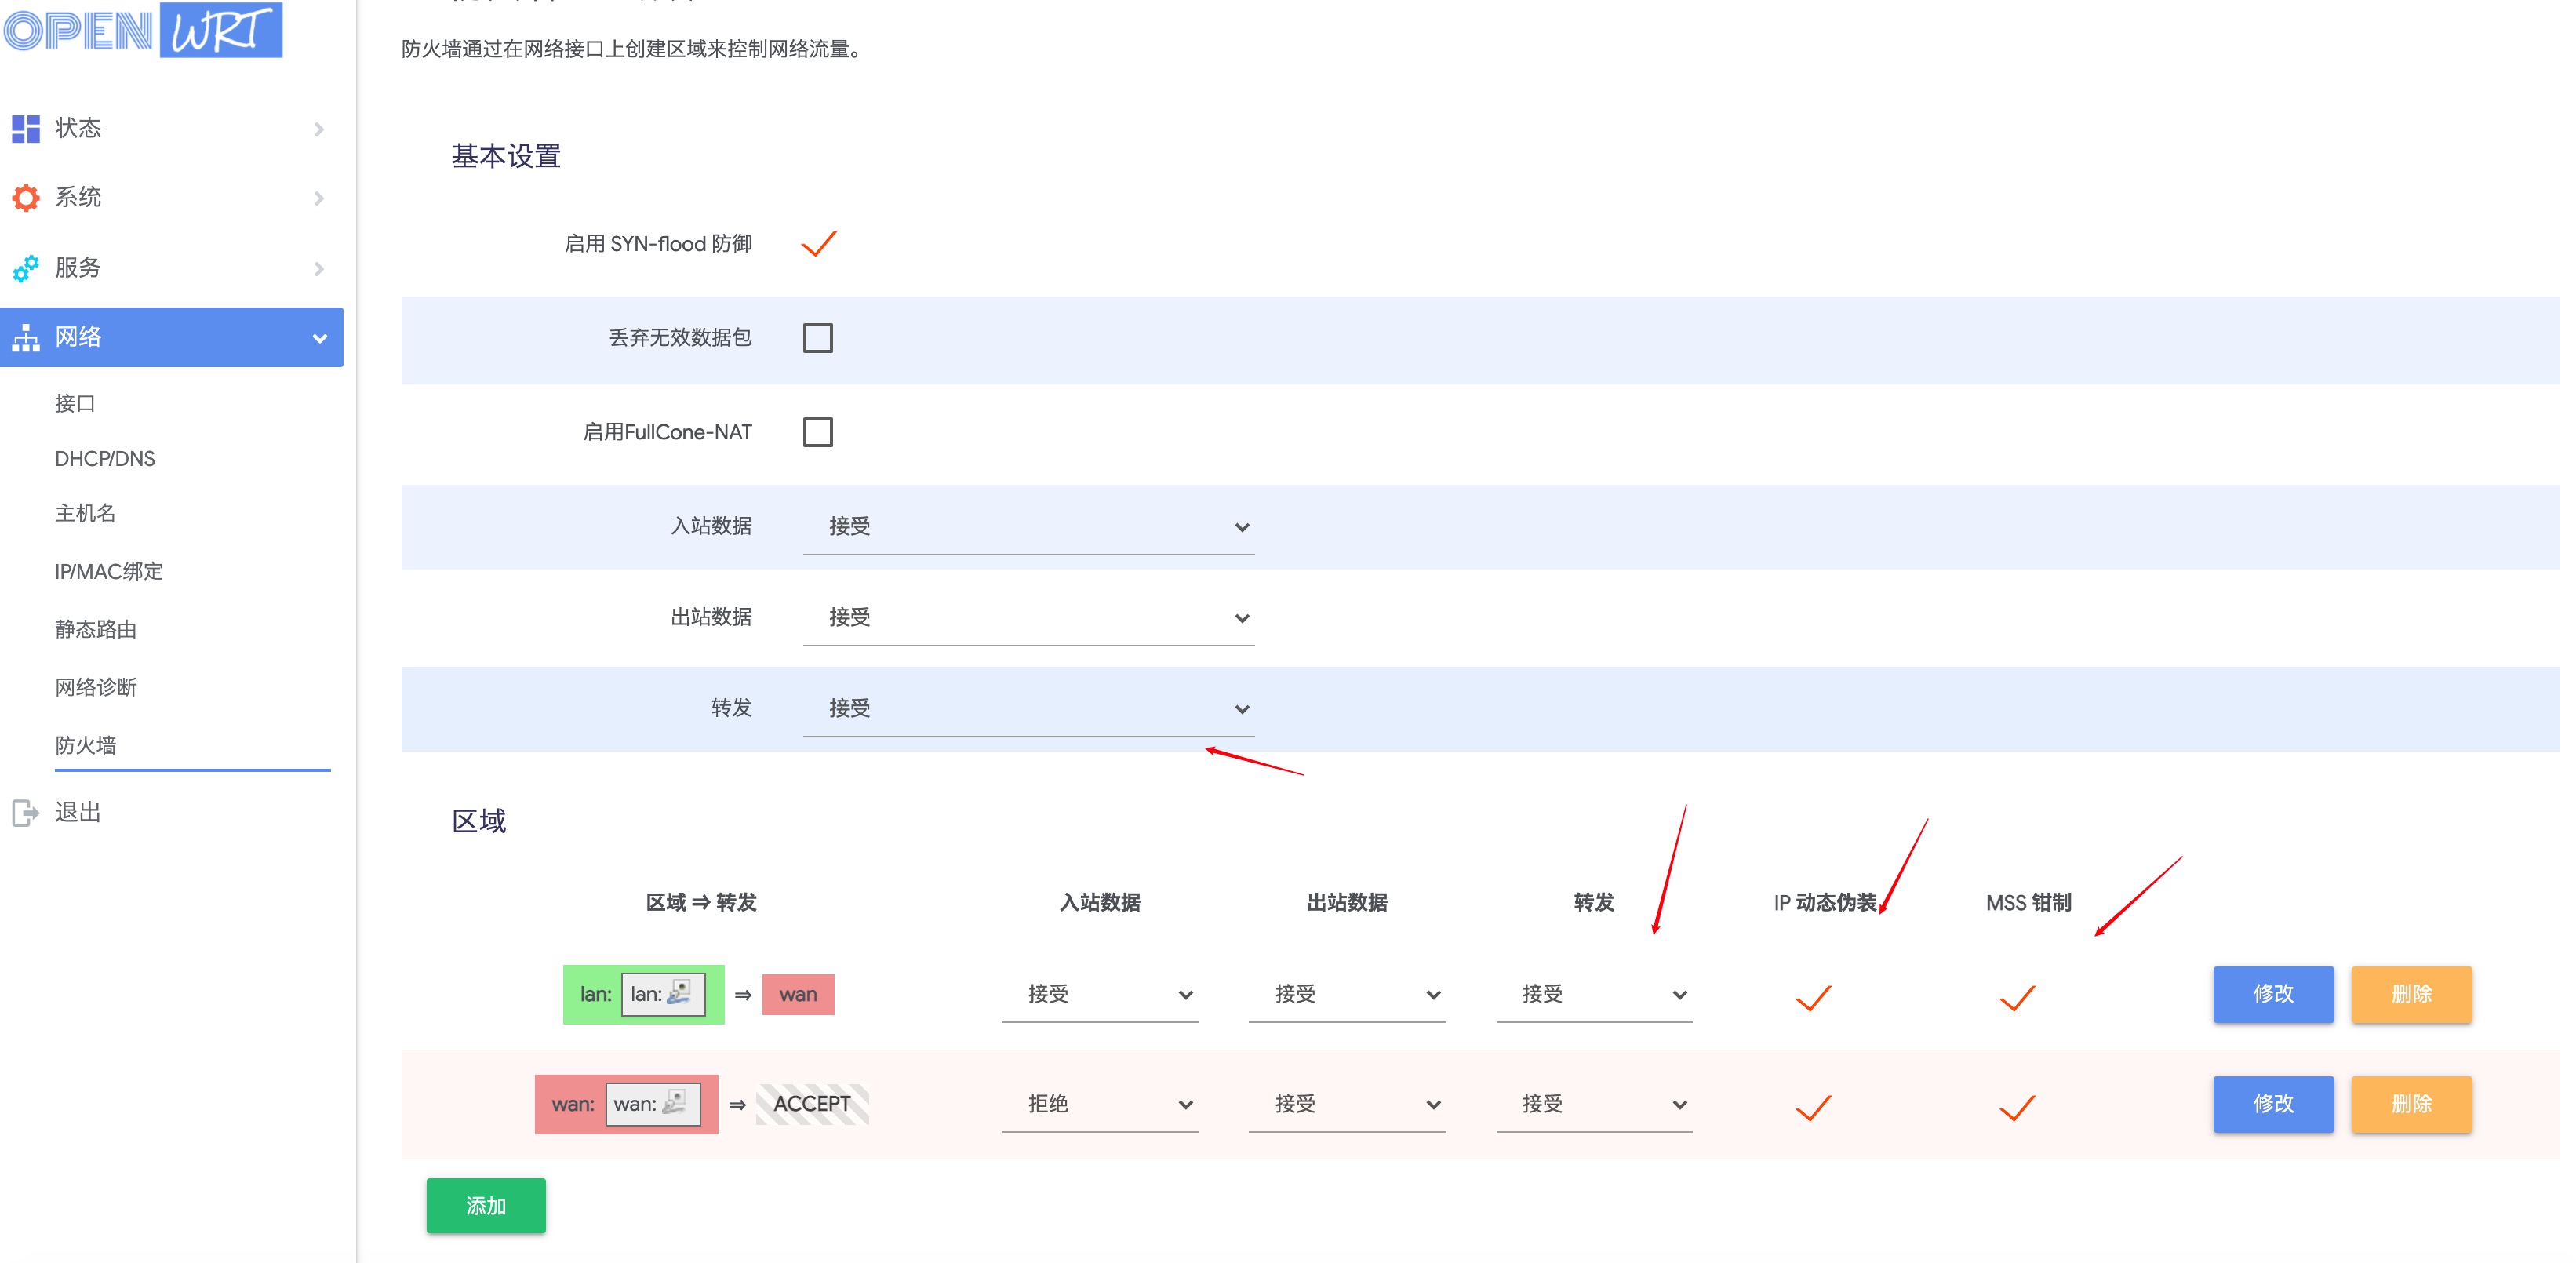 OPENWRT
防火墙通过在网络接口上创建区域来控制网络流量。
状态
系统
服务
网络
接口
DHCP/DNS
主机名
IP/MAC绑定
静态路由
网络诊断
防火墙
退出
基本设置
启用 SYN-flood 防御
丢弃无效数据包
启用FullCone-NAT
入站数据 接受
出站数据 接受
转发 接受
区域
区域 ⇒ 转发 入站数据 出站数据 转发 IP 动态伪装 MSS 钳制
lan: lan: ⇒ wan 接受 接受 接受 修改 删除
wan: wan: ⇒ ACCEPT 拒绝 接受 接受 修改 删除
添加